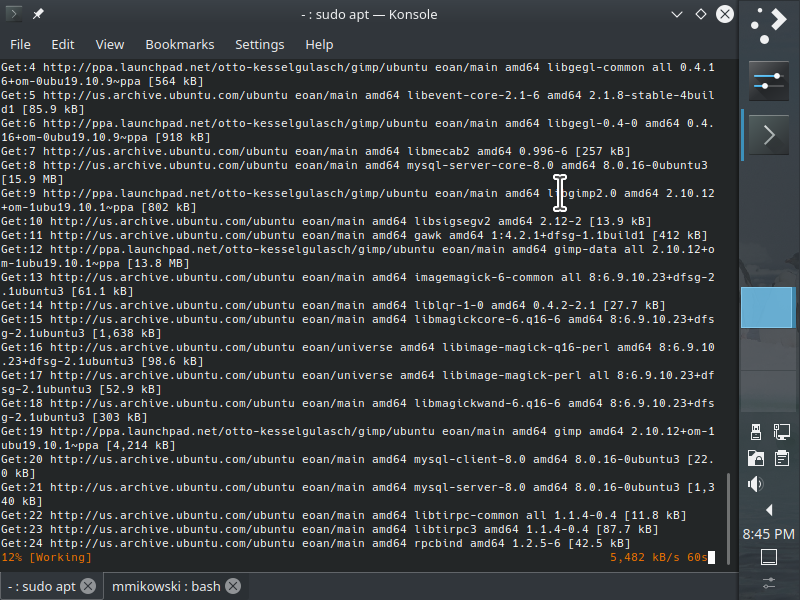 - : sudo apt — Konsole
File Edit View Bookmarks Settings Help
Get:4 http://ppa.launchpad.net/otto-kesselgulasch/gimp/ubuntu eoan/main amd64 libgegl-common all 0.4.1
6+om-0ubu19.10.9~ppa [564 kB]
Get:5 http://us.archive.ubuntu.com/ubuntu eoan/main amd64 libevent-core-2.1-6 amd64 2.1.8-stable-4buil
d1 [85.9 kB]
Get:6 http://ppa.launchpad.net/otto-kesselgulasch/gimp/ubuntu eoan/main amd64 libgegl-0.4-0 amd64 0.4.
16+om-0ubu19.10.9~ppa [918 kB]
Get:7 http://us.archive.ubuntu.com/ubuntu eoan/main amd64 libmecab2 amd64 0.996-6 [257 kB]
Get:8 http://us.archive.ubuntu.com/ubuntu eoan/main amd64 mysql-server-core-8.0 amd64 8.0.16-0ubuntu3
[15.9 MB]
Get:9 http://ppa.launchpad.net/otto-kesselgulasch/gimp/ubuntu eoan/main amd64 libgimp2.0 amd64 2.10.12
+om-1ubu19.10.1~ppa [802 kB]
Get:10 http://us.archive.ubuntu.com/ubuntu eoan/main amd64 libsigsegv2 amd64 2.12-2 [13.9 kB]
Get:11 http://us.archive.ubuntu.com/ubuntu eoan/main amd64 gawk amd64 1:4.2.1+dfsg-1.1build1 [412 kB]
Get:12 http://ppa.launchpad.net/otto-kesselgulasch/gimp/ubuntu eoan/main amd64 gimp-data all 2.10.12+o
m-1ubu19.10.1~ppa [13.8 MB]
Get:13 http://us.archive.ubuntu.com/ubuntu eoan/main amd64 imagemagick-6-common all 8:6.9.10.23+dfsg-2
.1ubuntu3 [61.1 kB]
Get:14 http://us.archive.ubuntu.com/ubuntu eoan/main amd64 liblqr-1-0 amd64 0.4.2-2.1 [27.7 kB]
Get:15 http://us.archive.ubuntu.com/ubuntu eoan/main amd64 libmagickcore-6.q16-6 amd64 8:6.9.10.23+dfs
g-2.1ubuntu3 [1,638 kB]
Get:16 http://us.archive.ubuntu.com/ubuntu eoan/universe amd64 libimage-magick-q16-perl amd64 8:6.9.10
.23+dfsg-2.1ubuntu3 [98.6 kB]
Get:17 http://us.archive.ubuntu.com/ubuntu eoan/universe amd64 libimage-magick-perl all 8:6.9.10.23+df
sg-2.1ubuntu3 [52.9 kB]
Get:18 http://us.archive.ubuntu.com/ubuntu eoan/main amd64 libmagickwand-6.q16-6 amd64 8:6.9.10.23+dfs
g-2.1ubuntu3 [303 kB]
Get:19 http://ppa.launchpad.net/otto-kesselgulasch/gimp/ubuntu eoan/main amd64 gimp amd64 2.10.12+om-1
ubu19.10.1~ppa [4,214 kB]
Get:20 http://us.archive.ubuntu.com/ubuntu eoan/main amd64 mysql-client-8.0 amd64 8.0.16-0ubuntu3 [22.
0 kB]
Get:21 http://us.archive.ubuntu.com/ubuntu eoan/main amd64 mysql-server-8.0 amd64 8.0.16-0ubuntu3 [1,3
40 kB]
Get:22 http://us.archive.ubuntu.com/ubuntu eoan/main amd64 libtirpc-common all 1.1.4-0.4 [11.8 kB]
Get:23 http://us.archive.ubuntu.com/ubuntu eoan/main amd64 libtirpc3 amd64 1.1.4-0.4 [87.7 kB]
Get:24 http://us.archive.ubuntu.com/ubuntu eoan/main amd64 rpcbind amd64 1.2.5-6 [42.5 kB]
12% [Working] 5,482 kB/s 60s
- : sudo apt mmikowski : bash
8:45 PM